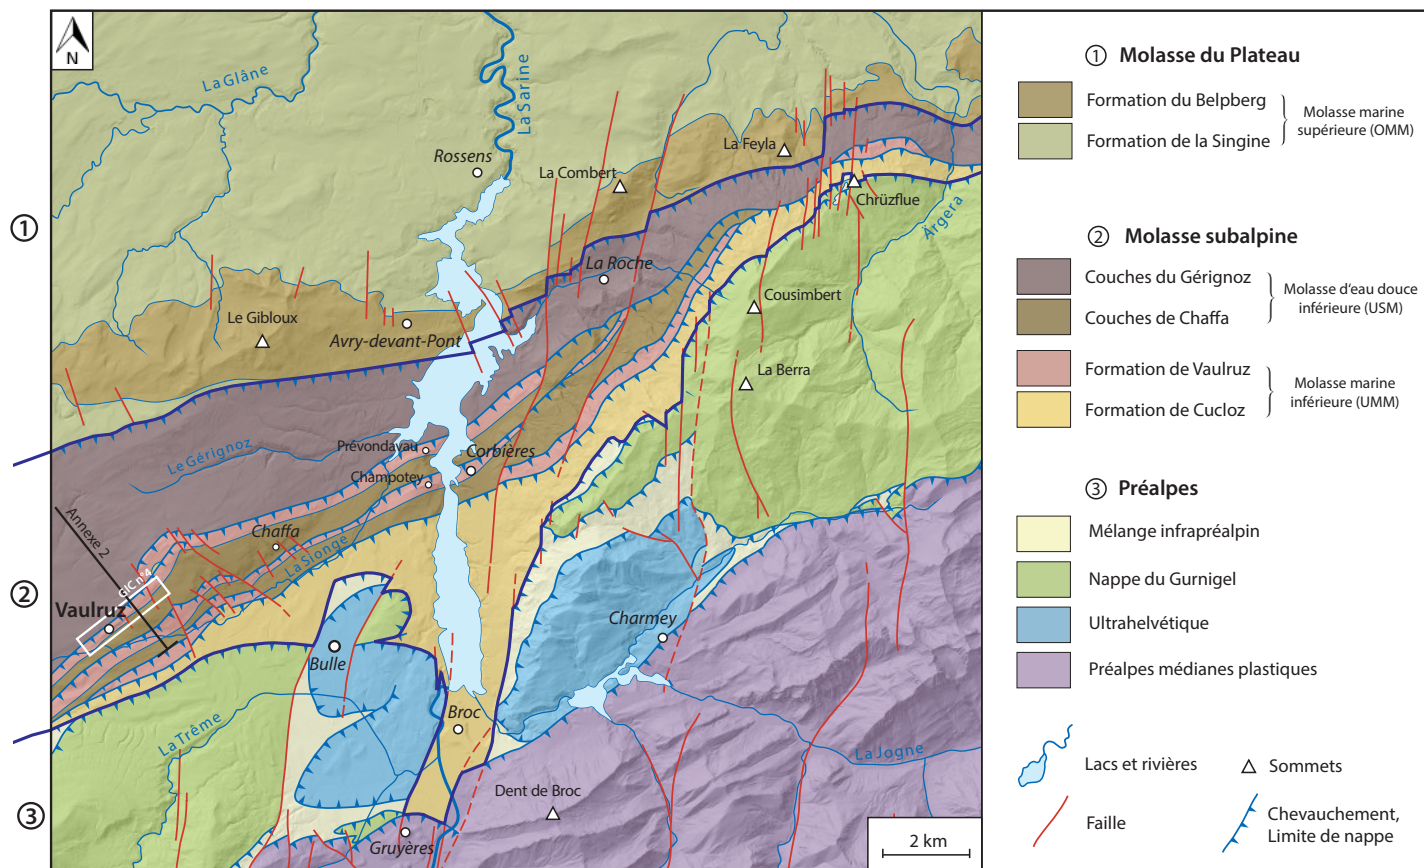 N
La Glâne
La Sarine
Rossens
La Combert
La Feyla
Chrüzflue
Ärgera
①
La Roche
Cousimbert
Le Gibloux
Avry-devant-Pont
La Berra
Le Gérignoz
Prévondavau
Corbières
Champotey
Annexe 2
Chaffa
La Sionge
GIC n°4
②
Vaulruz
Charmey
Bulle
Broc
La Trême
La Jogne
Dent de Broc
③
Gruyères
2 km
① Molasse du Plateau
Formation du Belpberg
Formation de la Singine
Molasse marine
supérieure (OMM)
② Molasse subalpine
Couches du Gérignoz
Couches de Chaffa
Molasse d'eau douce
inférieure (USM)
Formation de Vaulruz
Formation de Cucloz
Molasse marine
inférieure (UMM)
③ Préalpes
Mélange infrapréalpin
Nappe du Gurnigel
Ultrahelvétique
Préalpes médianes plastiques
Lacs et rivières
Sommets
Faille
Chevauchement,
Limite de nappe